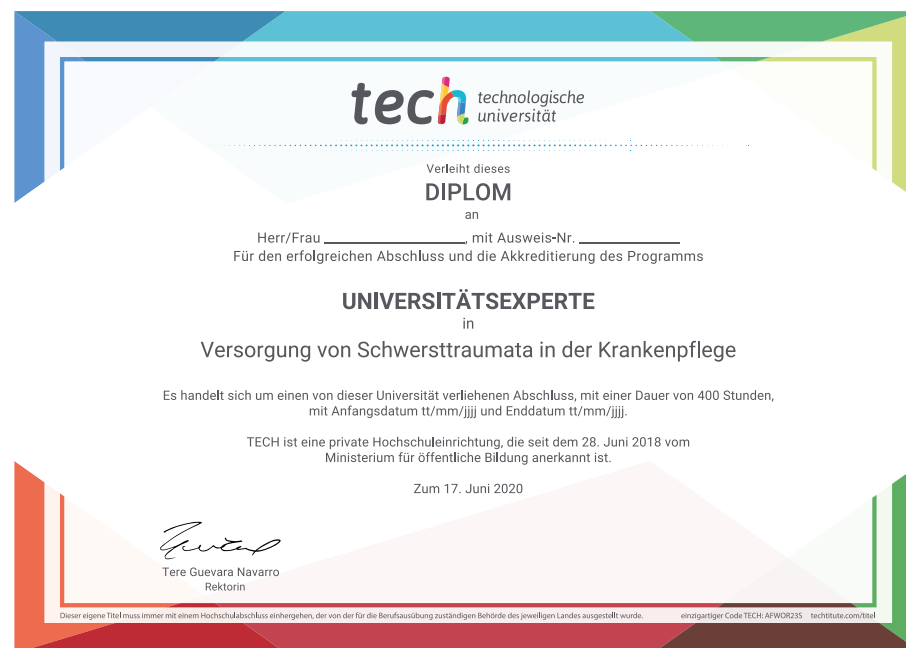 tech technologische
universität
Verleiht dieses
DIPLOM
an
Herr/Frau ____________, mit Ausweis-Nr. ____________
Für den erfolgreichen Abschluss und die Akkreditierung des Programms
UNIVERSITÄTSEXPERTE
in
Versorgung von Schwersttraumata in der Krankenpflege
Es handelt sich um einen von dieser Universität verliehenen Abschluss, mit einer Dauer von 400 Stunden,
mit Anfangsdatum tt/mm/jjjj und Enddatum tt/mm/jjjj.
TECH ist eine private Hochschuleinrichtung, die seit dem 28. Juni 2018 vom
Ministerium für öffentliche Bildung anerkannt ist.
Zum 17. Juni 2020
Tere Guevara Navarro
Rektorin
Dieser eigene Titel muss immer mit einem Hochschulabschluss einhergehen, der von der für die Berufsausübung zuständigen Behörde des jeweiligen Landes ausgestellt wurde. einzigartiger Code TECH: AFWOR23S techtitute.com/titel